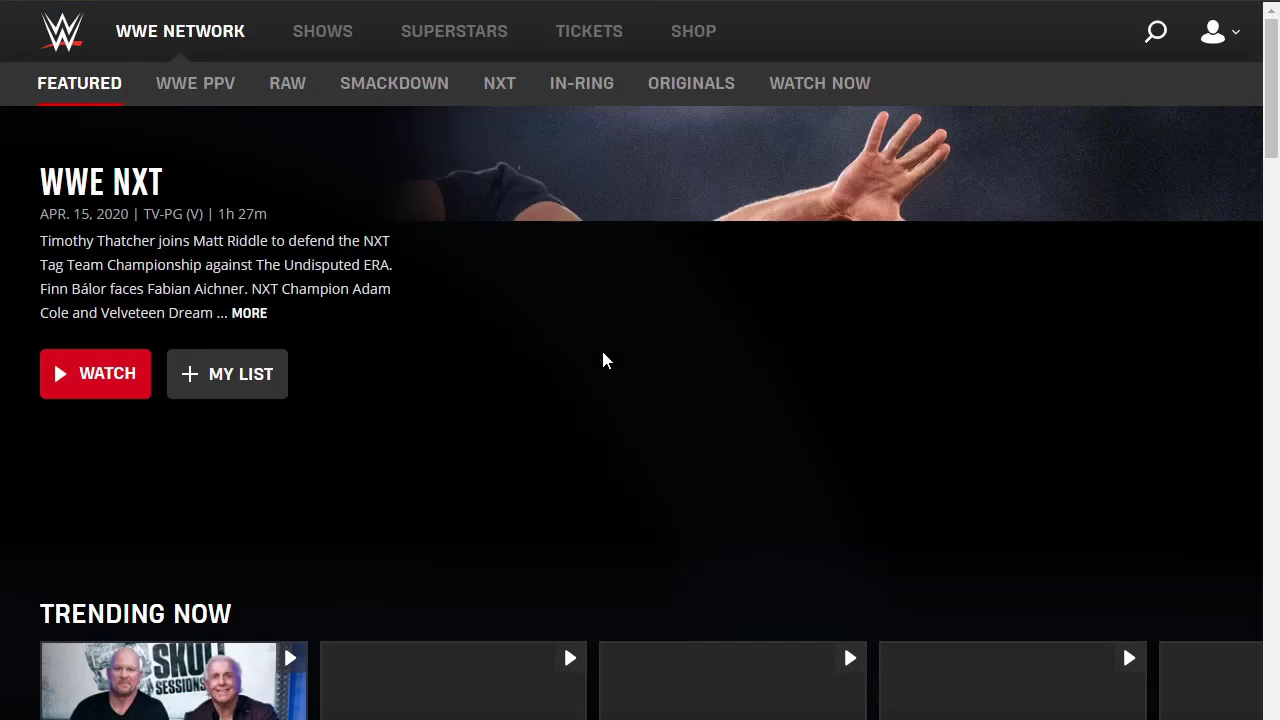 WWE NETWORK SHOWS SUPERSTARS TICKETS SHOP
FEATURED WWE PPV RAW SMACKDOWN NXT IN-RING ORIGINALS WATCH NOW
WWE NXT
APR. 15, 2020 | TV-PG (V) | 1h 27m
Timothy Thatcher joins Matt Riddle to defend the NXT
Tag Team Championship against The Undisputed ERA.
Finn Bálor faces Fabian Aichner. NXT Champion Adam
Cole and Velveteen Dream ... MORE
WATCH + MY LIST
TRENDING NOW
SKULL
SESSIONS